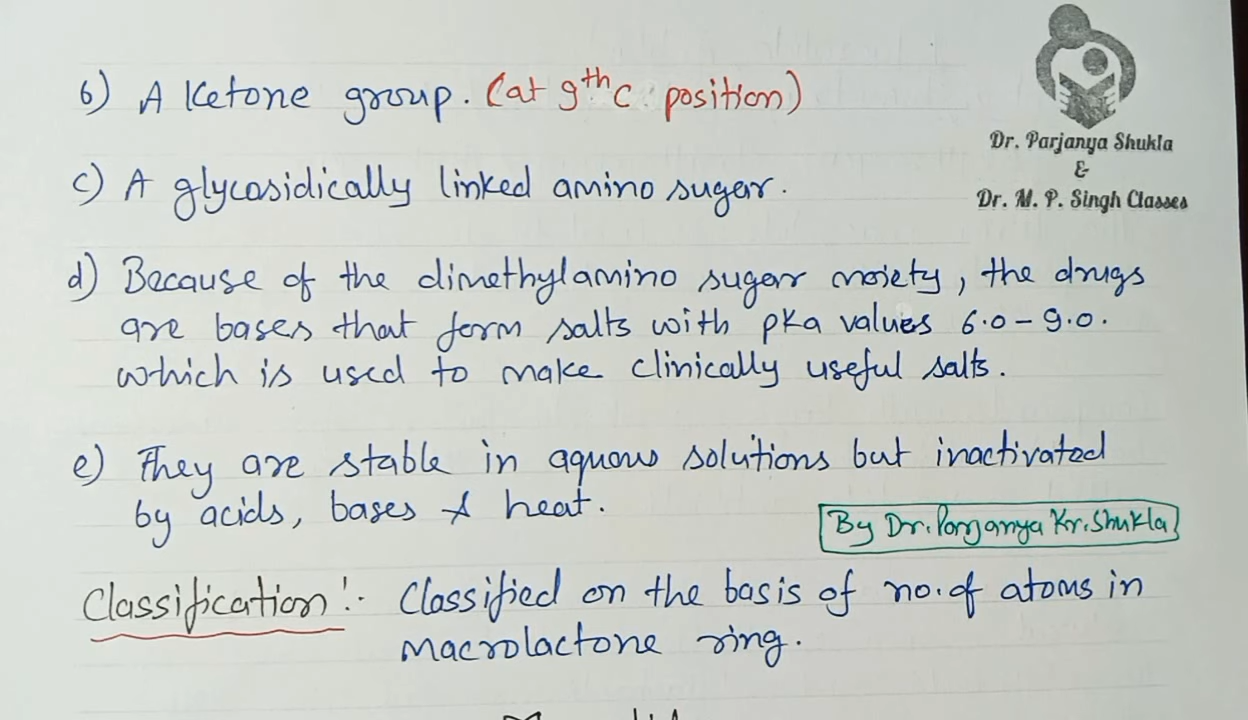 b) A Ketone group. (at 9th C position)
Dr. Parjanya Shukla
&
Dr. M. P. Singh Classes
c) A glycosidically linked amino sugar.
d) Because of the dimethylamino sugar moiety, the drugs
are bases that form salts with pka values 6.0 - 9.0.
which is used to make clinically useful salts.
e) They are stable in aquous solutions but inactivated
by acids, bases & heat.
By Dr. Parjanya Kr. Shukla
Classification :- Classified on the basis of no. of atoms in
macrolactone ring.